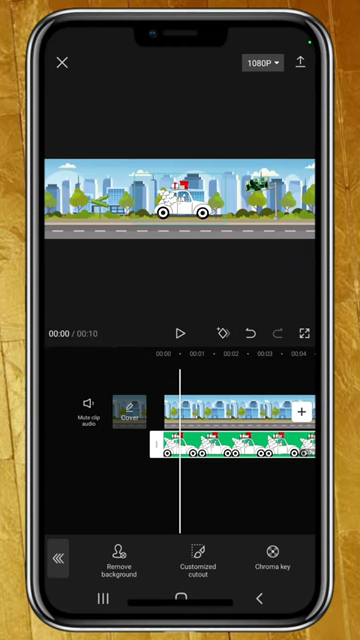 1080P
00:00 / 00:10
00:00 00:01 00:02 00:03 00:04
Mute clip
audio
Cover
Remove
background
Customized
cutout
Chroma key